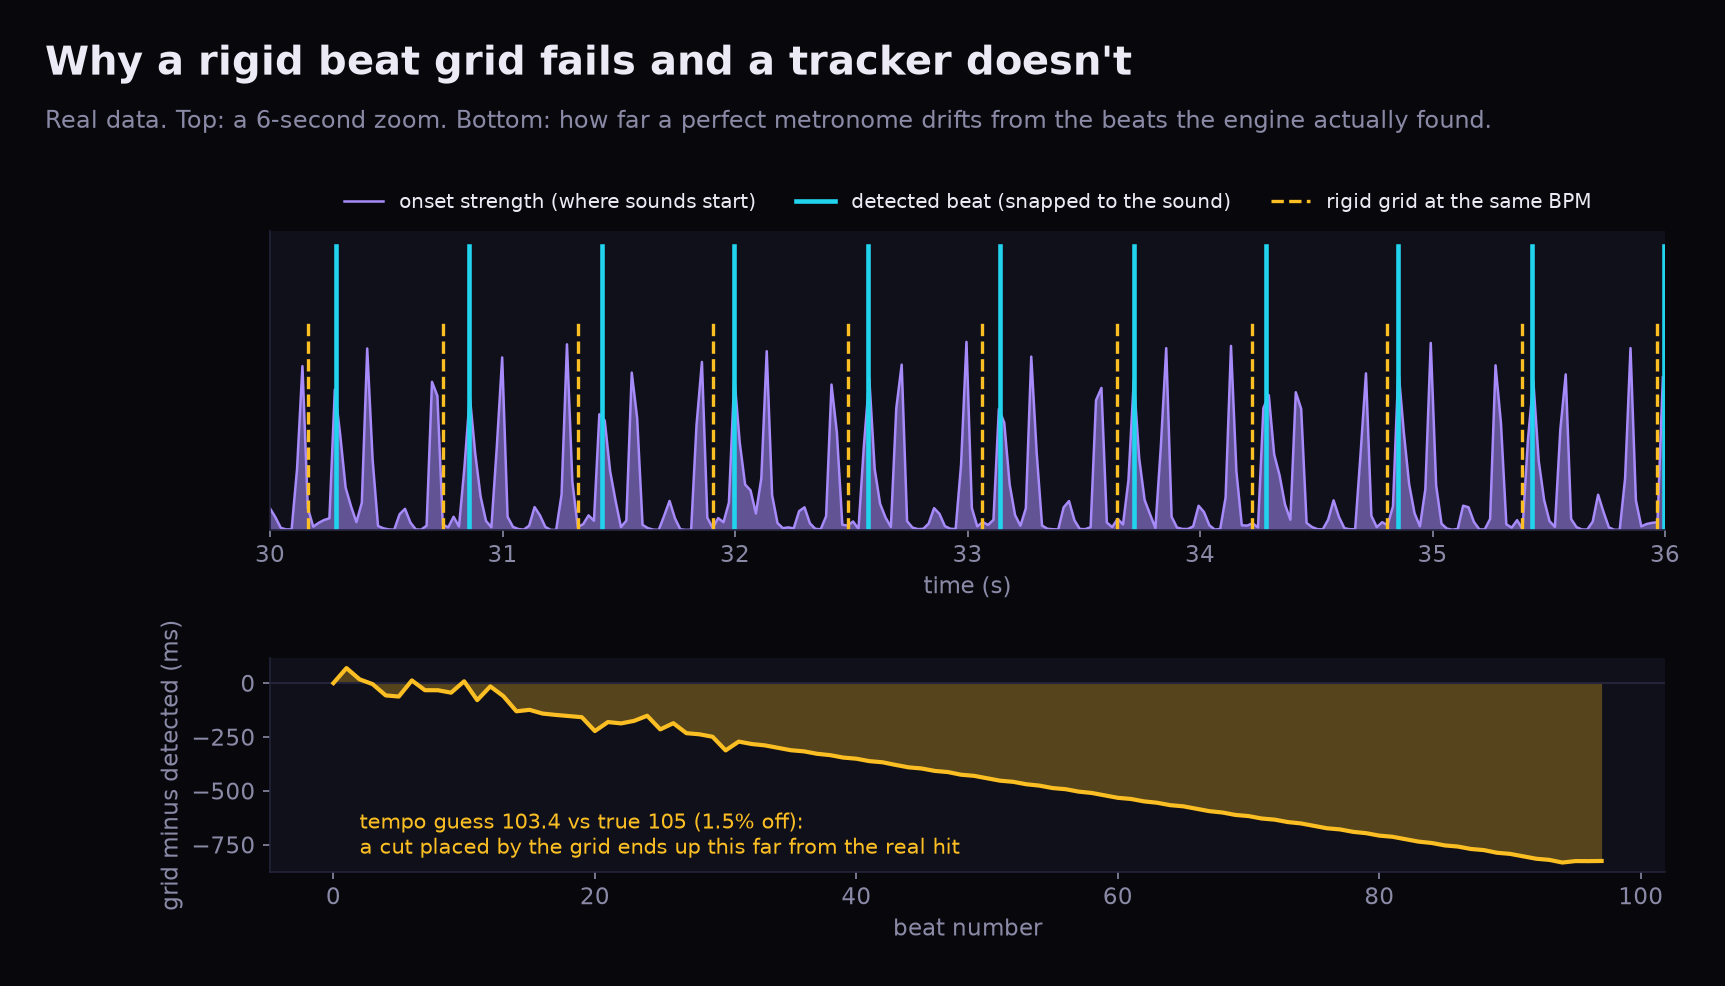 Why a rigid beat grid fails and a tracker doesn't
Real data. Top: a 6-second zoom. Bottom: how far a perfect metronome drifts from the beats the engine actually found.
onset strength (where sounds start)
detected beat (snapped to the sound)
rigid grid at the same BPM
30
31
32
33
34
35
36
time (s)
grid minus detected (ms)
0
−250
−500
−750
tempo guess 103.4 vs true 105 (1.5% off):
a cut placed by the grid ends up this far from the real hit
0
20
40
60
80
100
beat number